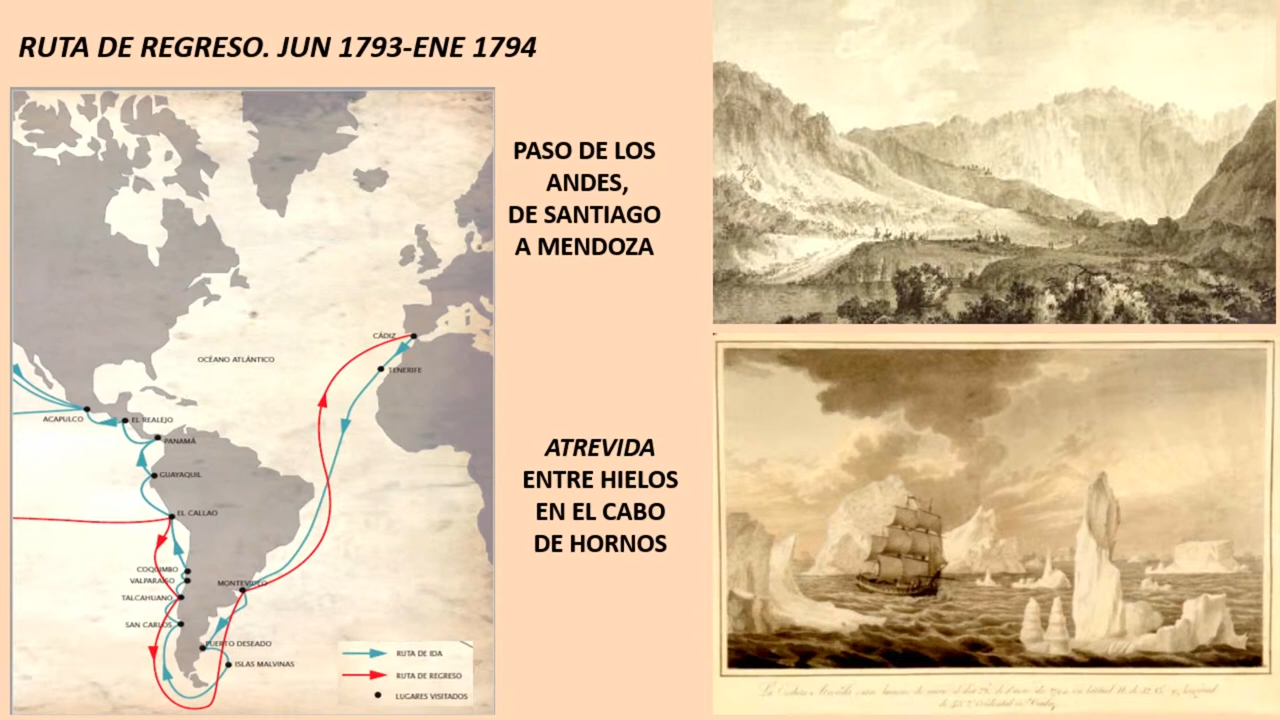 RUTA DE REGRESO. JUN 1793-ENE 1794
PASO DE LOS
ANDES,
DE SANTIAGO
A MENDOZA
ATREVIDA
ENTRE HIELOS
EN EL CABO
DE HORNOS
CÁDIZ
OCÉANO ATLÁNTICO
TENERIFE
ACAPULCO
EL REALEJO
PANAMÁ
GUAYAQUIL
EL CALLAO
COQUIMBO
VALPARAÍSO
MONTEVIDEO
TALCAHUANO
SAN CARLOS
PUERTO DESEADO
ISLAS MALVINAS
RUTA DE IDA
RUTA DE REGRESO
LUGARES VISITADOS